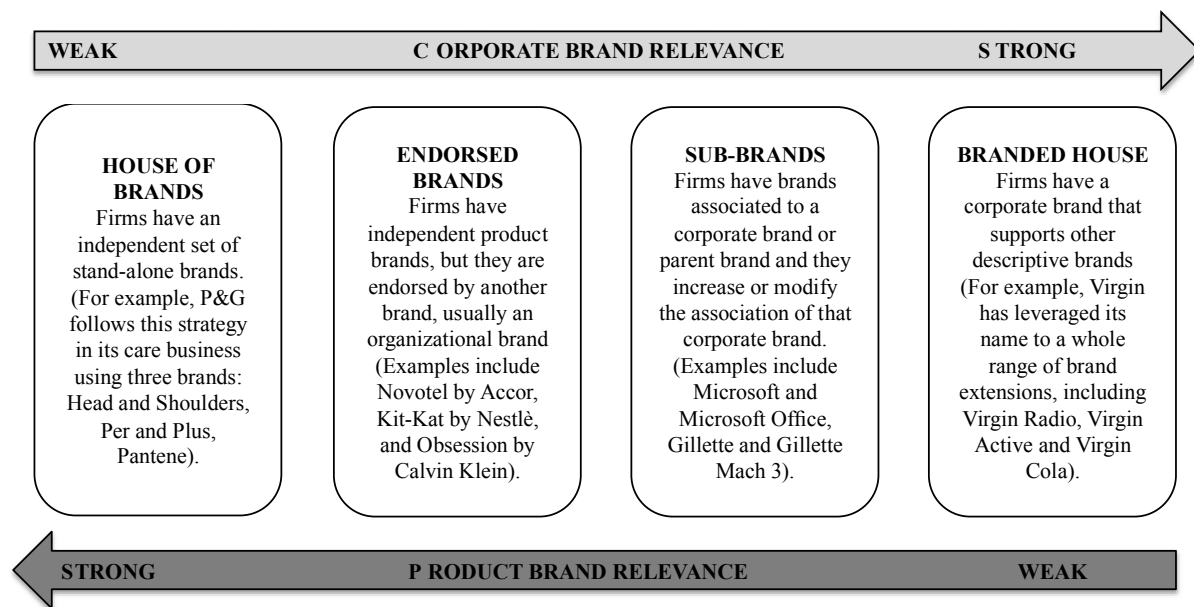 WEAK C ORPORATE BRAND RELEVANCE S TRONG
HOUSE OF
BRANDS
Firms have an
independent set of
stand-alone brands.
(For example, P&G
follows this strategy
in its care business
using three brands:
Head and Shoulders,
Per and Plus,
Pantene).
ENDORSED
BRANDS
Firms have
independent product
brands, but they are
endorsed by another
brand, usually an
organizational brand
(Examples include
Novotel by Accor,
Kit-Kat by Nestlè,
and Obsession by
Calvin Klein).
SUB-BRANDS
Firms have brands
associated to a
corporate brand or
parent brand and they
increase or modify
the association of that
corporate brand.
(Examples include
Microsoft and
Microsoft Office,
Gillette and Gillette
Mach 3).
BRANDED HOUSE
Firms have a
corporate brand that
supports other
descriptive brands
(For example, Virgin
has leveraged its
name to a whole
range of brand
extensions, including
Virgin Radio, Virgin
Active and Virgin
Cola).
STRONG P RODUCT BRAND RELEVANCE WEAK